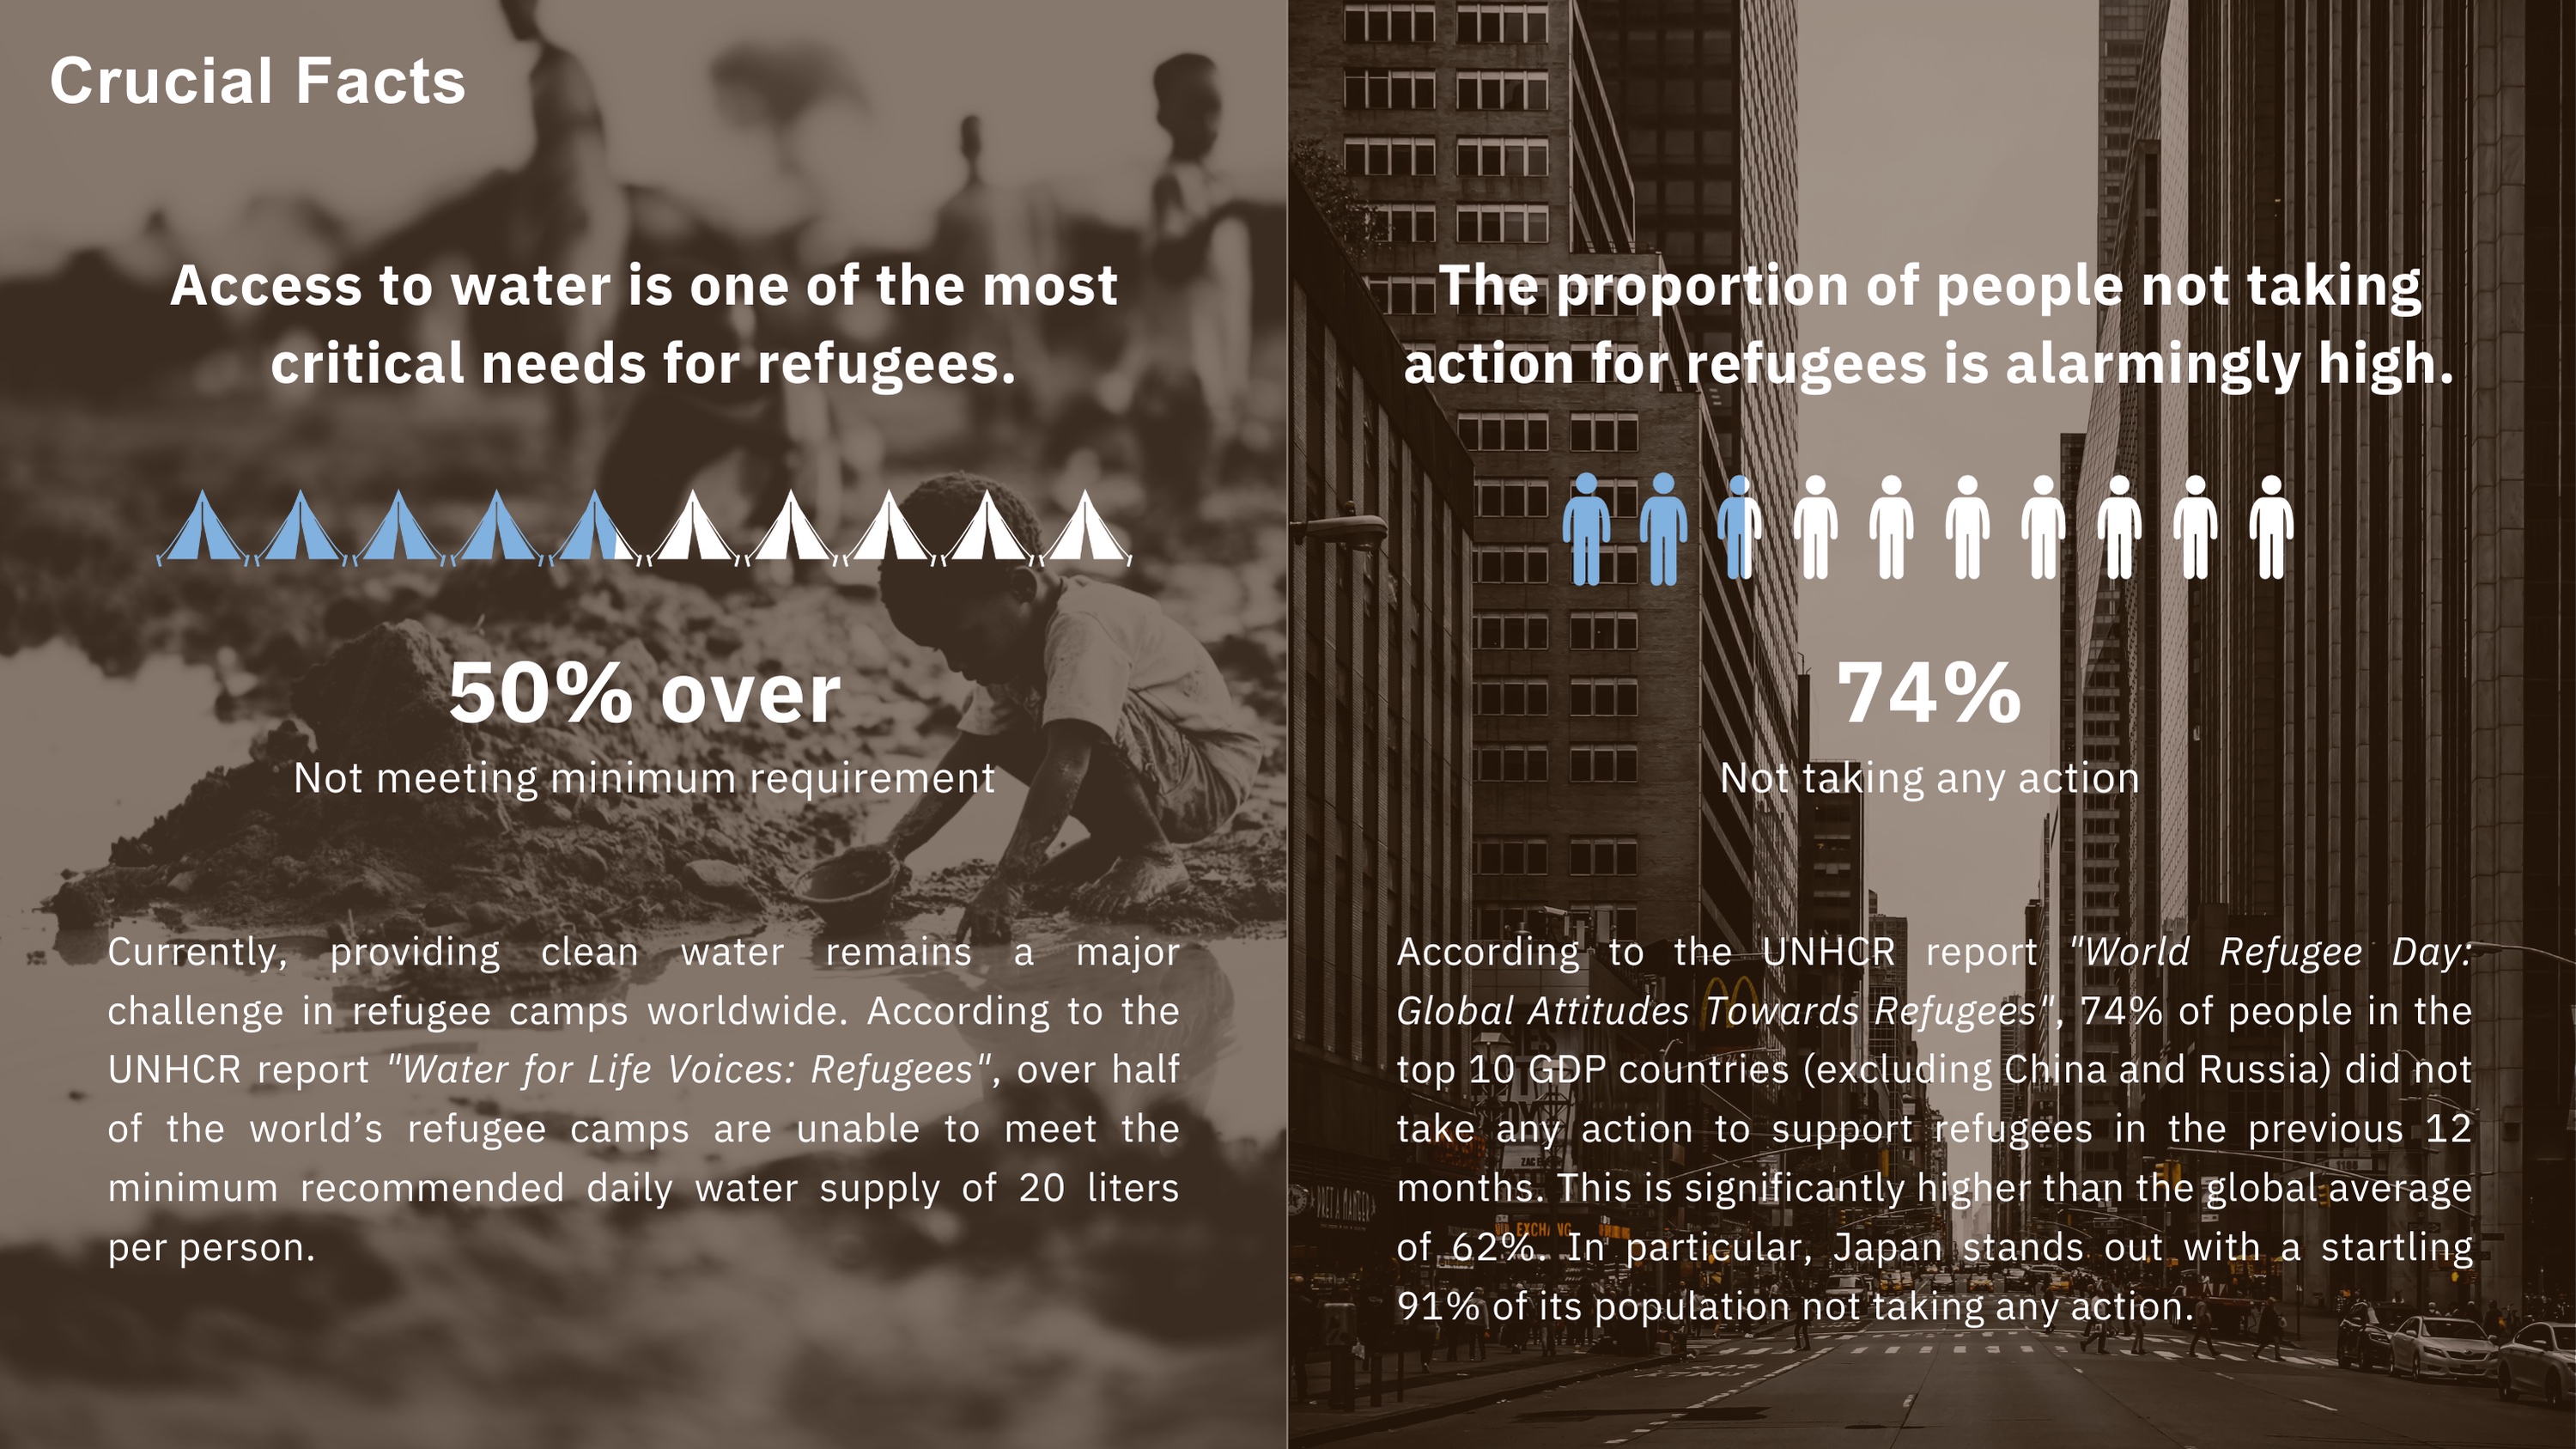 Crucial Facts
Access to water is one of the most
critical needs for refugees.
50% over
Not meeting minimum requirement
Currently, providing clean water remains a major
challenge in refugee camps worldwide. According to the
UNHCR report "Water for Life Voices: Refugees", over half
of the world’s refugee camps are unable to meet the
minimum recommended daily water supply of 20 liters
per person.
The proportion of people not taking
action for refugees is alarmingly high.
74%
Not taking any action
According to the UNHCR report "World Refugee Day:
Global Attitudes Towards Refugees", 74% of people in the
top 10 GDP countries (excluding China and Russia) did not
take any action to support refugees in the previous 12
months. This is significantly higher than the global average
of 62%. In particular, Japan stands out with a startling
91% of its population not taking any action.
PRET A MANGER
EXCHANGE